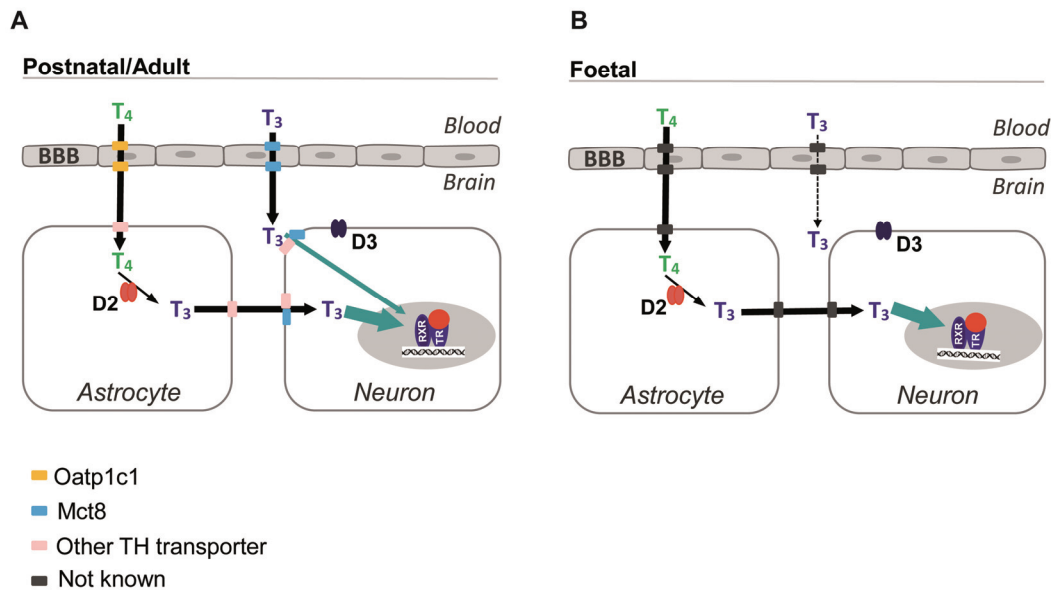 A
B
Postnatal/Adult
Foetal
T4
T3
Blood
BBB
Brain
T3
D3
T4
D2
T3
T3
RXR
TR
Astrocyte
Neuron
T4
T3
Blood
BBB
Brain
T3
D3
T4
D2
T3
T3
RXR
TR
Astrocyte
Neuron
Oatp1c1
Mct8
Other TH transporter
Not known